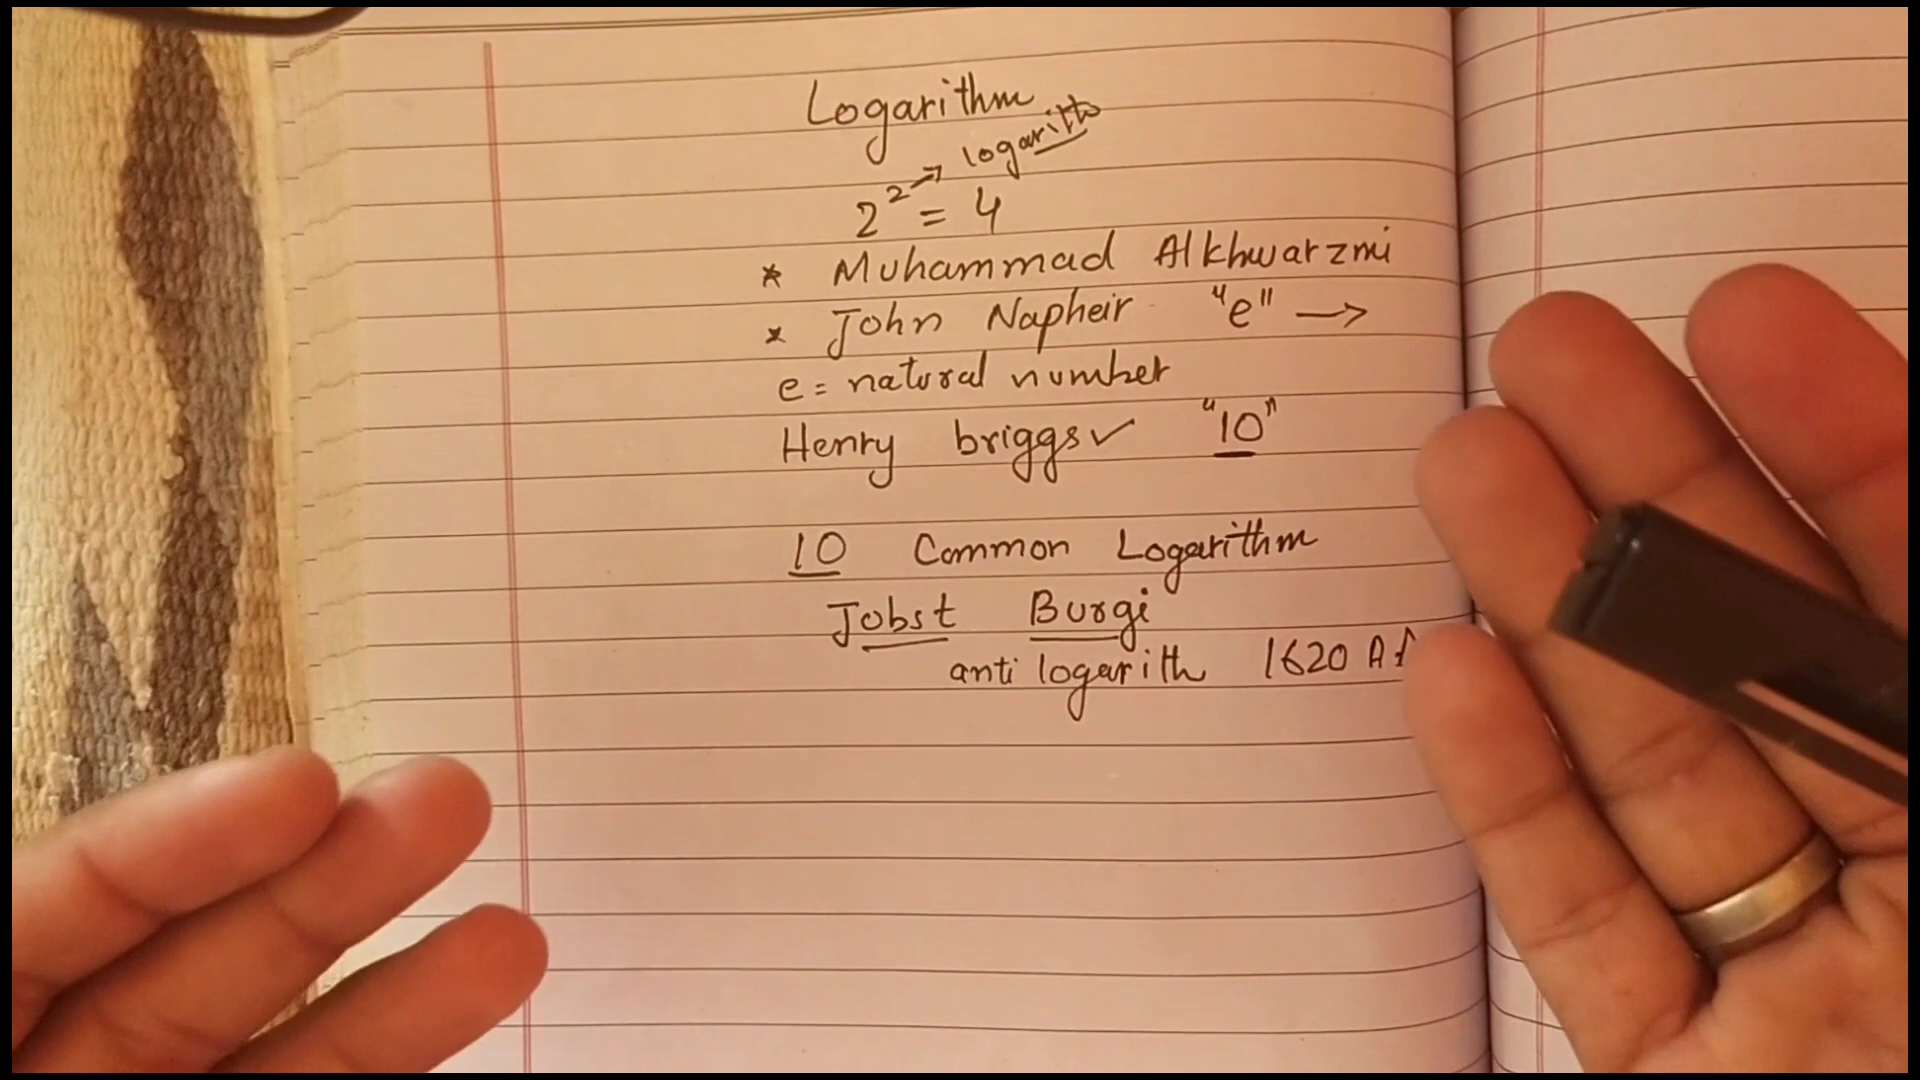 Logarithm
logarith
2² = 4
* Muhammad Alkhwarzmi
* John Napheir "e" →
e = natural number
Henry briggs ✓ "10"
10 Common Logarithm
Jobst Burgi
anti logarith 1620